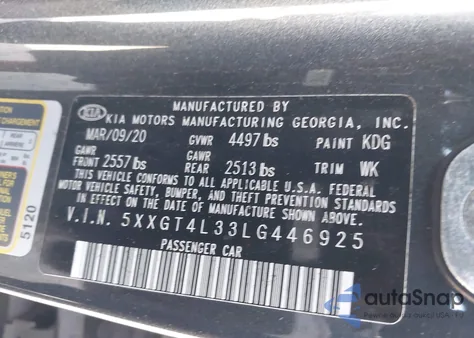 MANUFACTURED BY
KIA KIA MOTORS MANUFACTURING GEORGIA, INC.
MAR/09/20 GVWR 4497 lbs PAINT KDG
GAWR GAWR
FRONT 2557 lbs 2513 lbs TRIM WK
THIS VEHICLE CONFORMS TO ALL APPLICABLE U.S.A. FEDERAL
MOTOR VEHICLE SAFETY, BUMPER, AND THEFT PREVENTION STANDARDS
IN EFFECT ON THE DATE OF MANUFACTURE SHOWN ABOVE.
V.I.N. 5XXGT4L33LG446925
PASSENGER CAR
5120
autoSnap